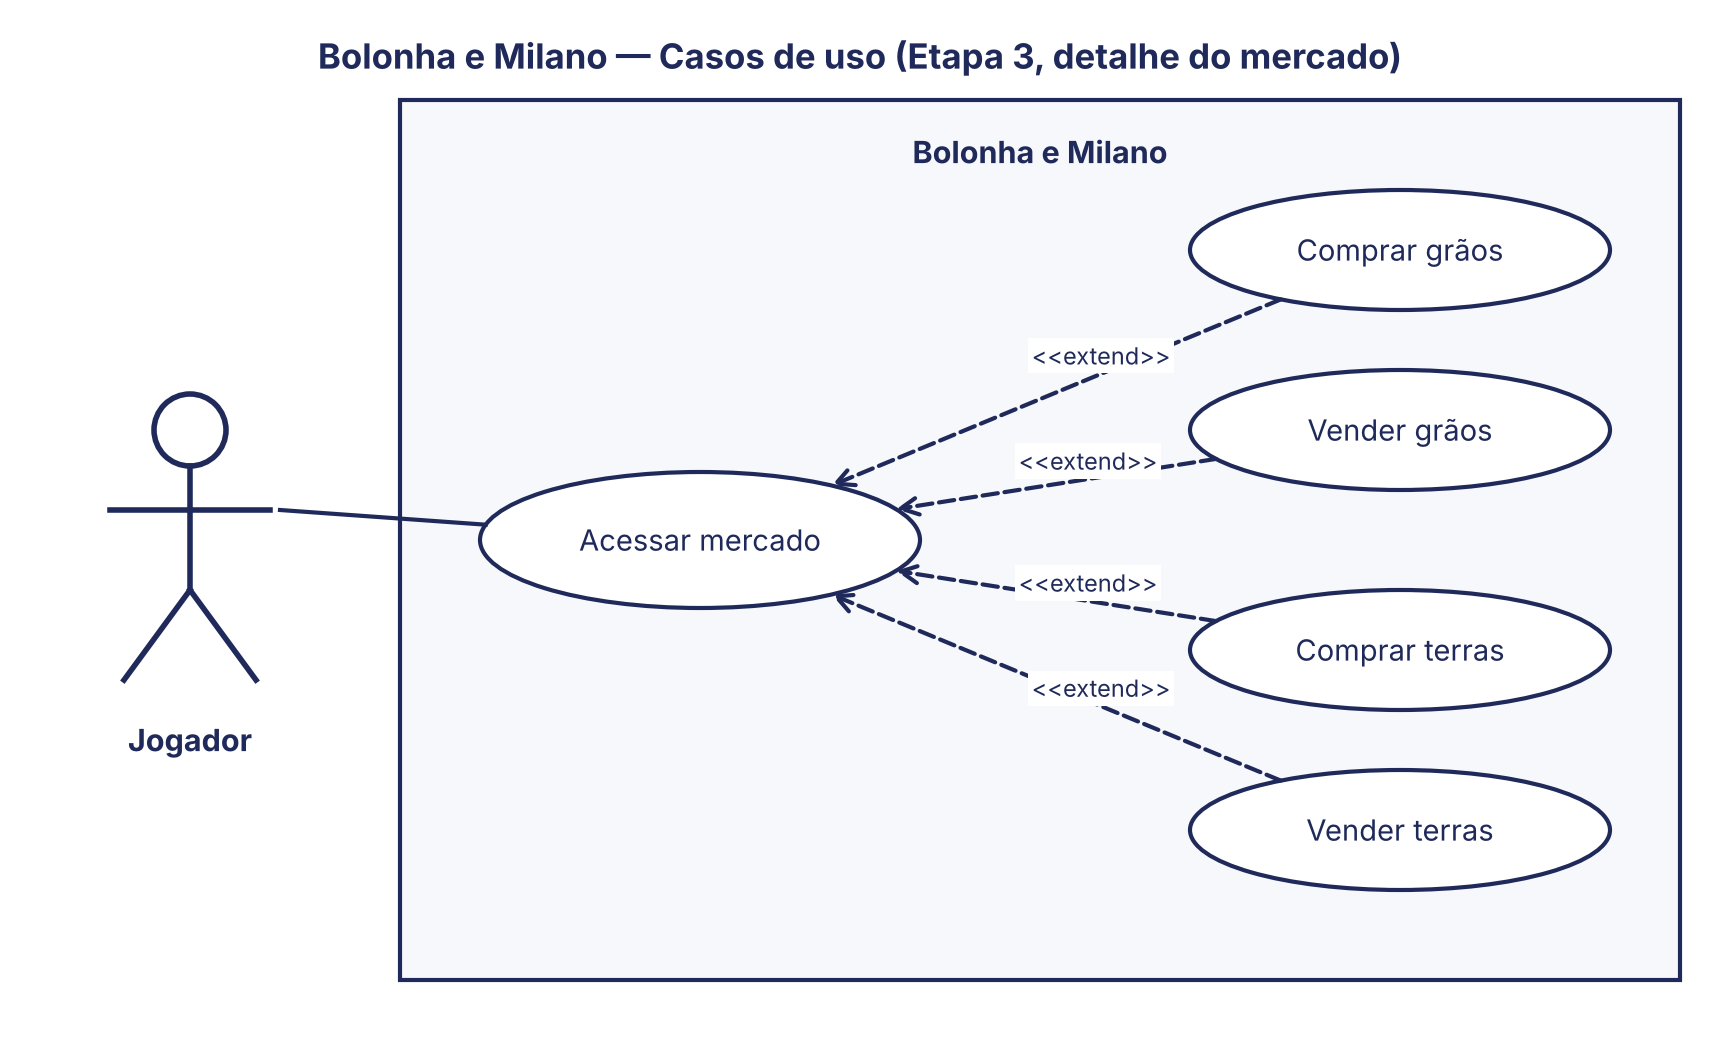 Bolonha e Milano — Casos de uso (Etapa 3, detalhe do mercado)
Bolonha e Milano
Comprar grãos
<<extend>>
Vender grãos
<<extend>>
Acessar mercado
<<extend>>
Comprar terras
<<extend>>
Jogador
Vender terras